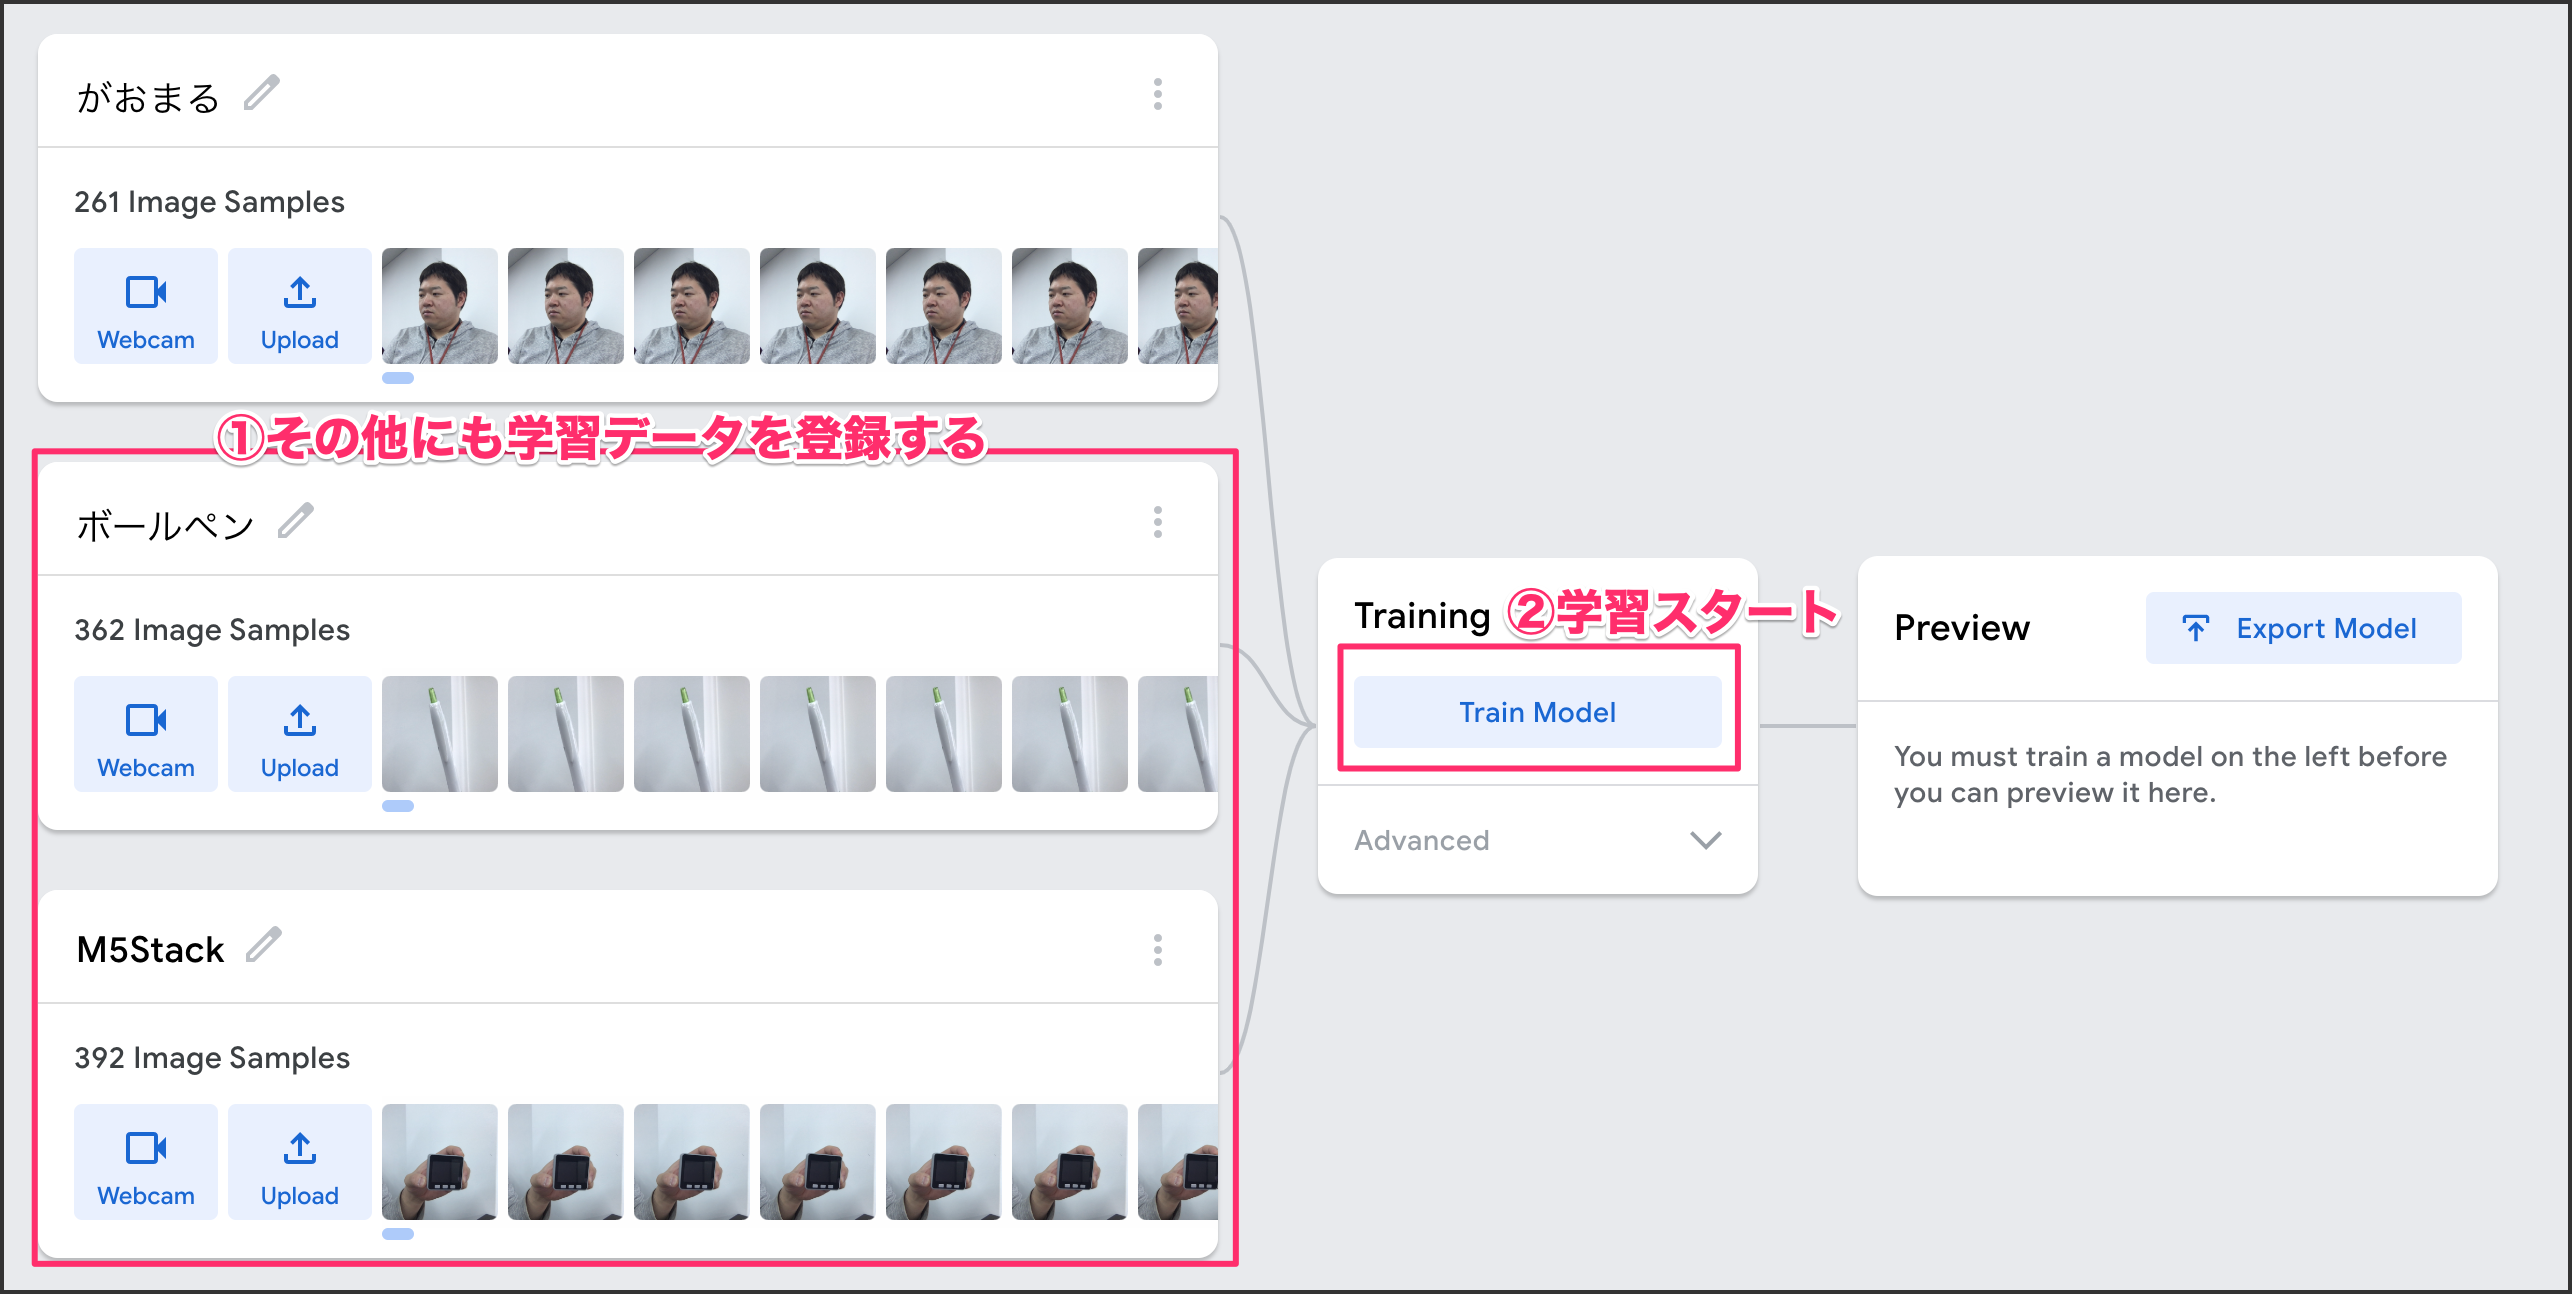 がおまる
261 Image Samples
Webcam
Upload
①その他にも学習データを登録する
ボールペン
362 Image Samples
Webcam
Upload
M5Stack
392 Image Samples
Webcam
Upload
Training
②学習スタート
Train Model
Advanced
Preview
Export Model
You must train a model on the left before
you can preview it here.